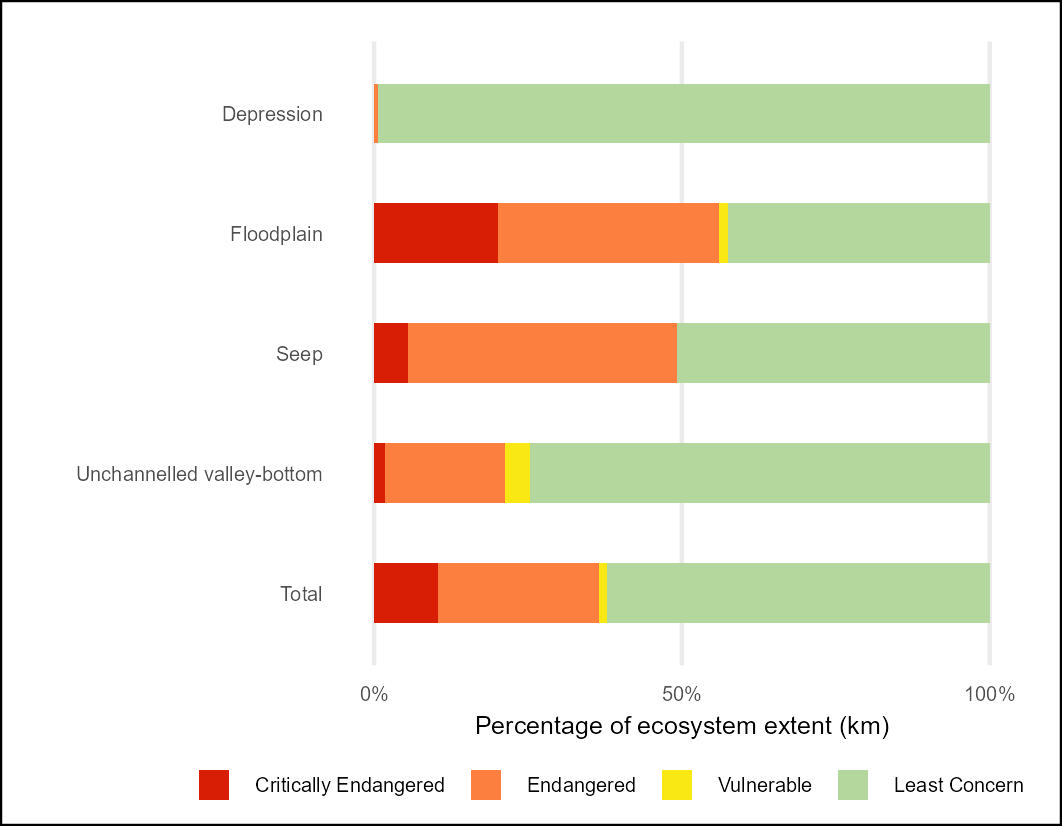 Depression
Floodplain
Seep
Unchannelled valley-bottom
Total
0% 50% 100%
Percentage of ecosystem extent (km)
Critically Endangered Endangered Vulnerable Least Concern